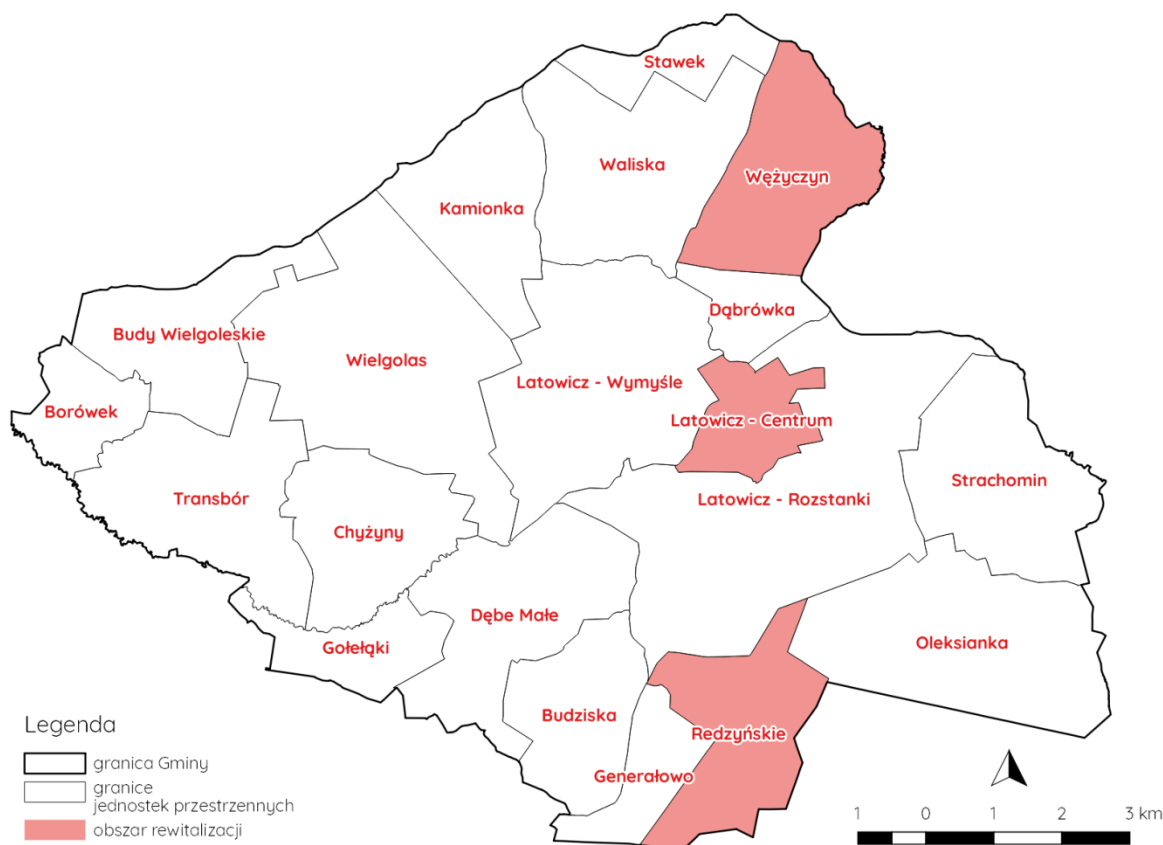 Stawek
Waliska
Wężyczyn
Kamionka
Dąbrówka
Budy Wielgoleskie
Wielgolas
Latowicz - Wymyśle
Borówek
Latowicz - Centrum
Strachomin
Transbór
Latowicz - Rozstanki
Chyżyny
Dębe Małe
Gołełąki
Oleksianka
Budziska
Redzyńskie
Generałowo
Legenda
granica Gminy
granice
jednostek przestrzennych
obszar rewitalizacji
1 0 1 2 3 km